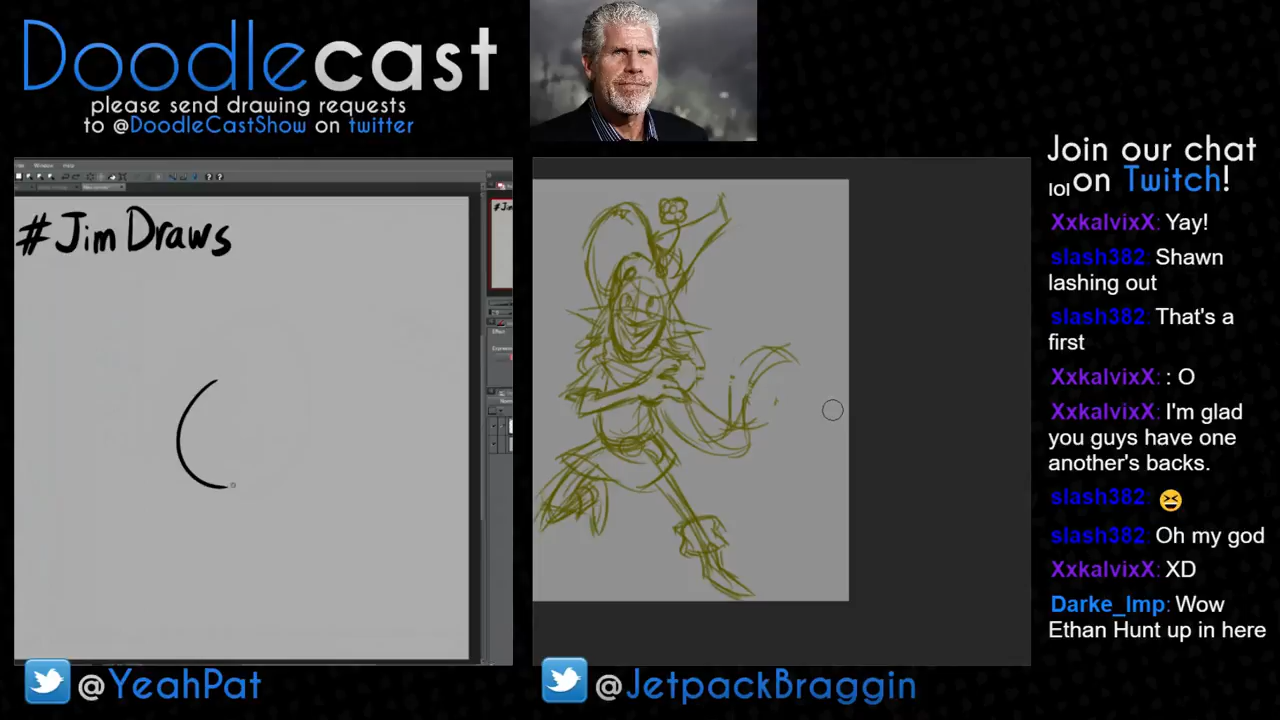 Doodlecast
please send drawing requests
to @DoodleCastShow on twitter
Window Help
#Jim Draws
@YeahPat
@JetpackBraggin
Join our chat
lol on Twitch!
XxkalvixX: Yay!
slash382: Shawn
lashing out
slash382: That's a
first
XxkalvixX: : O
XxkalvixX: I'm glad
you guys have one
another's backs.
slash382: 😆
slash382: Oh my god
XxkalvixX: XD
Darke_Imp: Wow
Ethan Hunt up in here